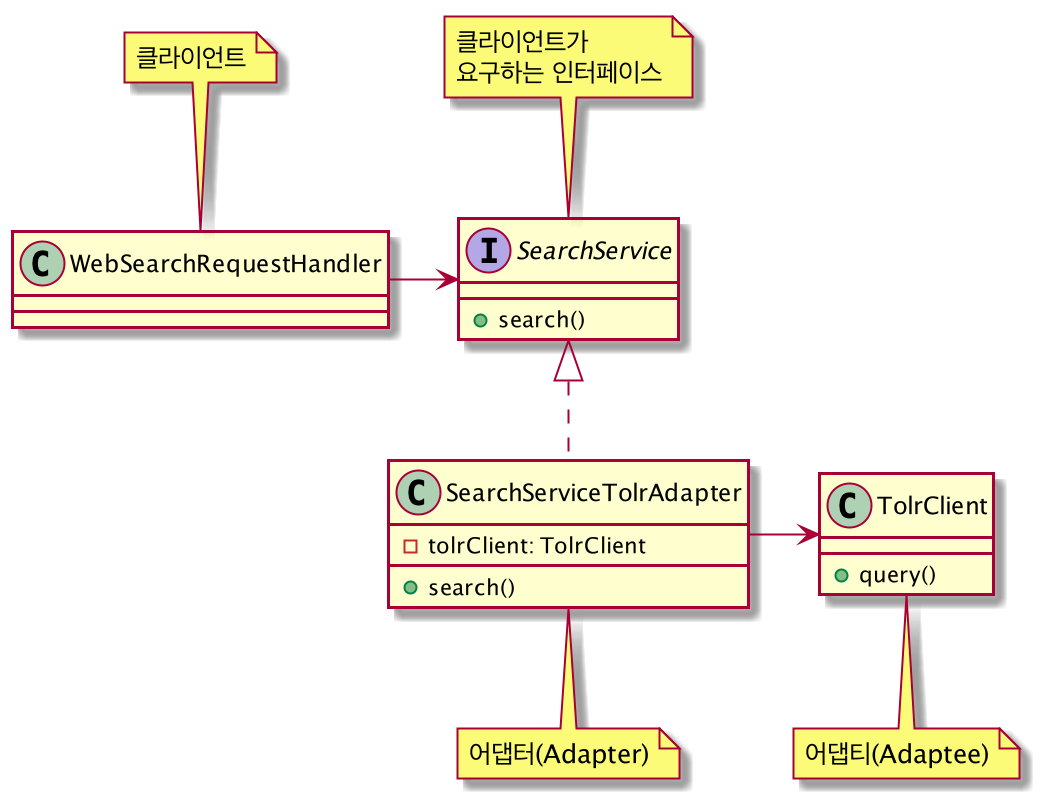 클라이언트
클라이언트가
요구하는 인터페이스
C WebSearchRequestHandler
I SearchService
search()
C SearchServiceTolrAdapter
tolrClient: TolrClient
search()
C TolrClient
query()
어댑터(Adapter)
어댑티(Adaptee)